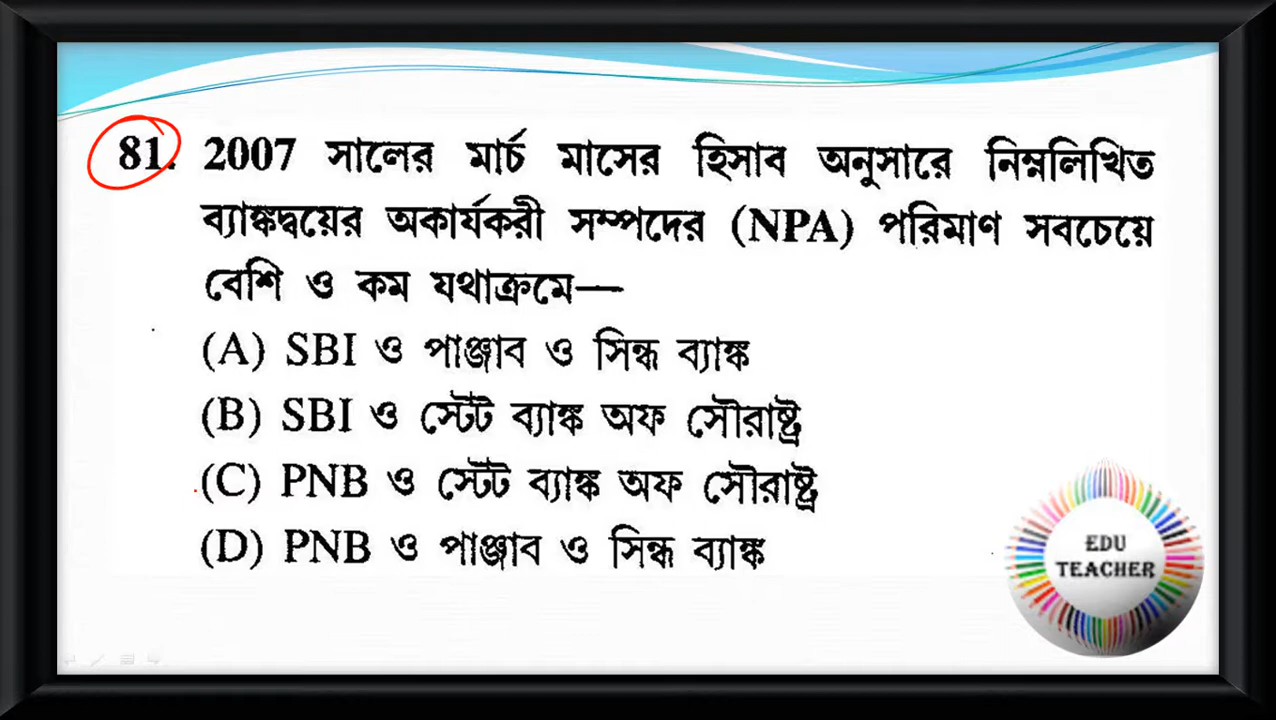 81. 2007 সালের মার্চ মাসের হিসাব অনুসারে নিম্নলিখিত
ব্যাঙ্কদ্বয়ের অকার্যকরী সম্পদের (NPA) পরিমাণ সবচেয়ে
বেশি ও কম যথাক্রমে—
(A) SBI ও পাঞ্জাব ও সিন্ধ ব্যাঙ্ক
(B) SBI ও স্টেট ব্যাঙ্ক অফ সৌরাষ্ট্র
(C) PNB ও স্টেট ব্যাঙ্ক অফ সৌরাষ্ট্র
(D) PNB ও পাঞ্জাব ও সিন্ধ ব্যাঙ্ক
EDU
TEACHER